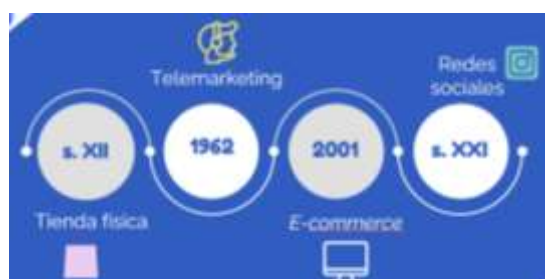 Telemarketing
Redes
sociales
s. XII
1962
2001
s. XXI
Tienda física
E-commerce